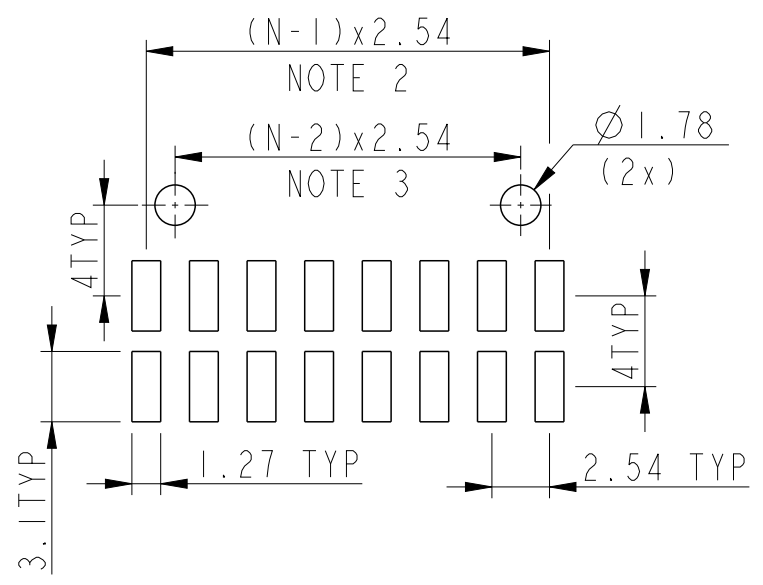 (N-1)x2.54
NOTE 2
(N-2)x2.54
NOTE 3
Ø1.78
(2x)
4TYP
4TYP
3.1TYP
1.27 TYP
2.54 TYP